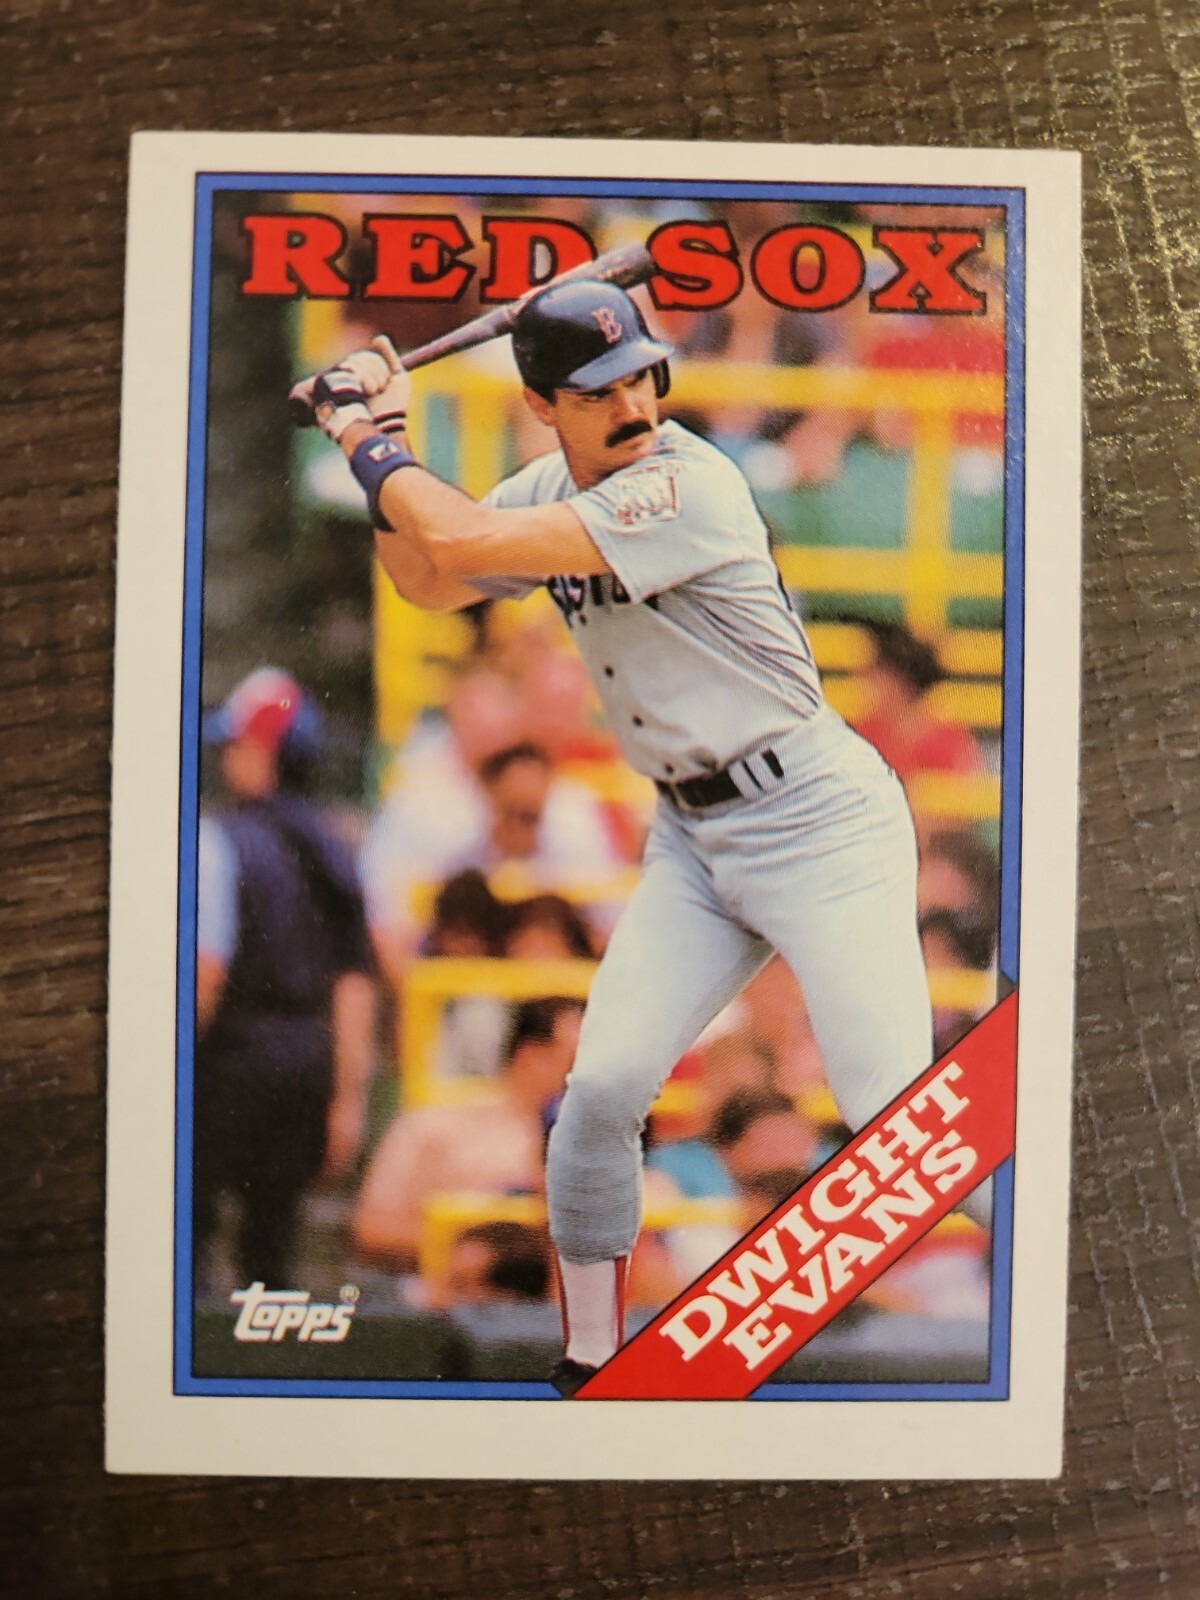 RED SOX
B
DWIGHT
EVANS
Topps®